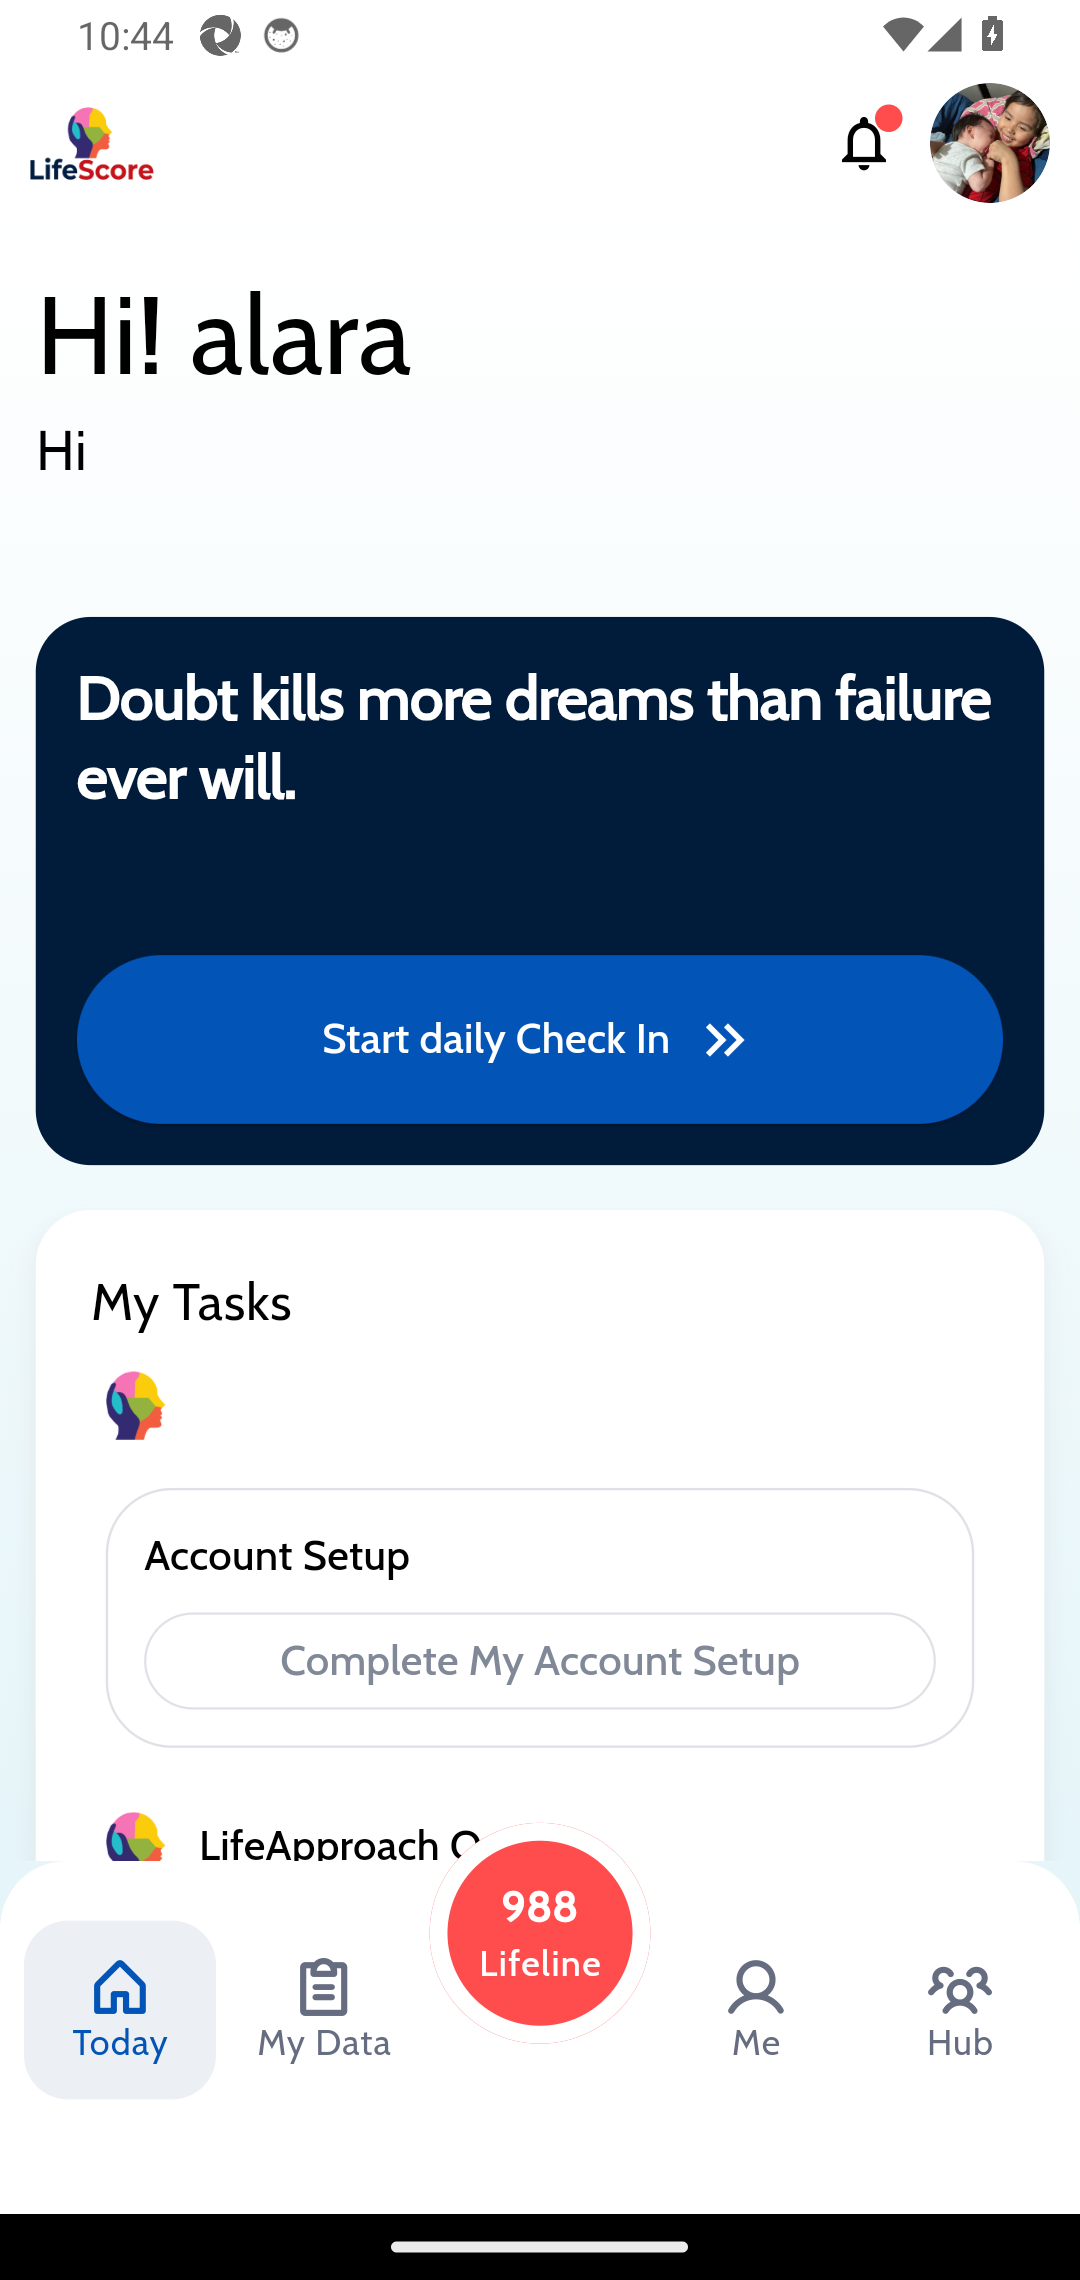 10:44
LifeScore
Hi! alara
Hi
Doubt kills more dreams than failure
ever will.
Start daily Check In
My Tasks
Account Setup
Complete My Account Setup
LifeApproach
988
Lifeline
Today
My Data
Me
Hub